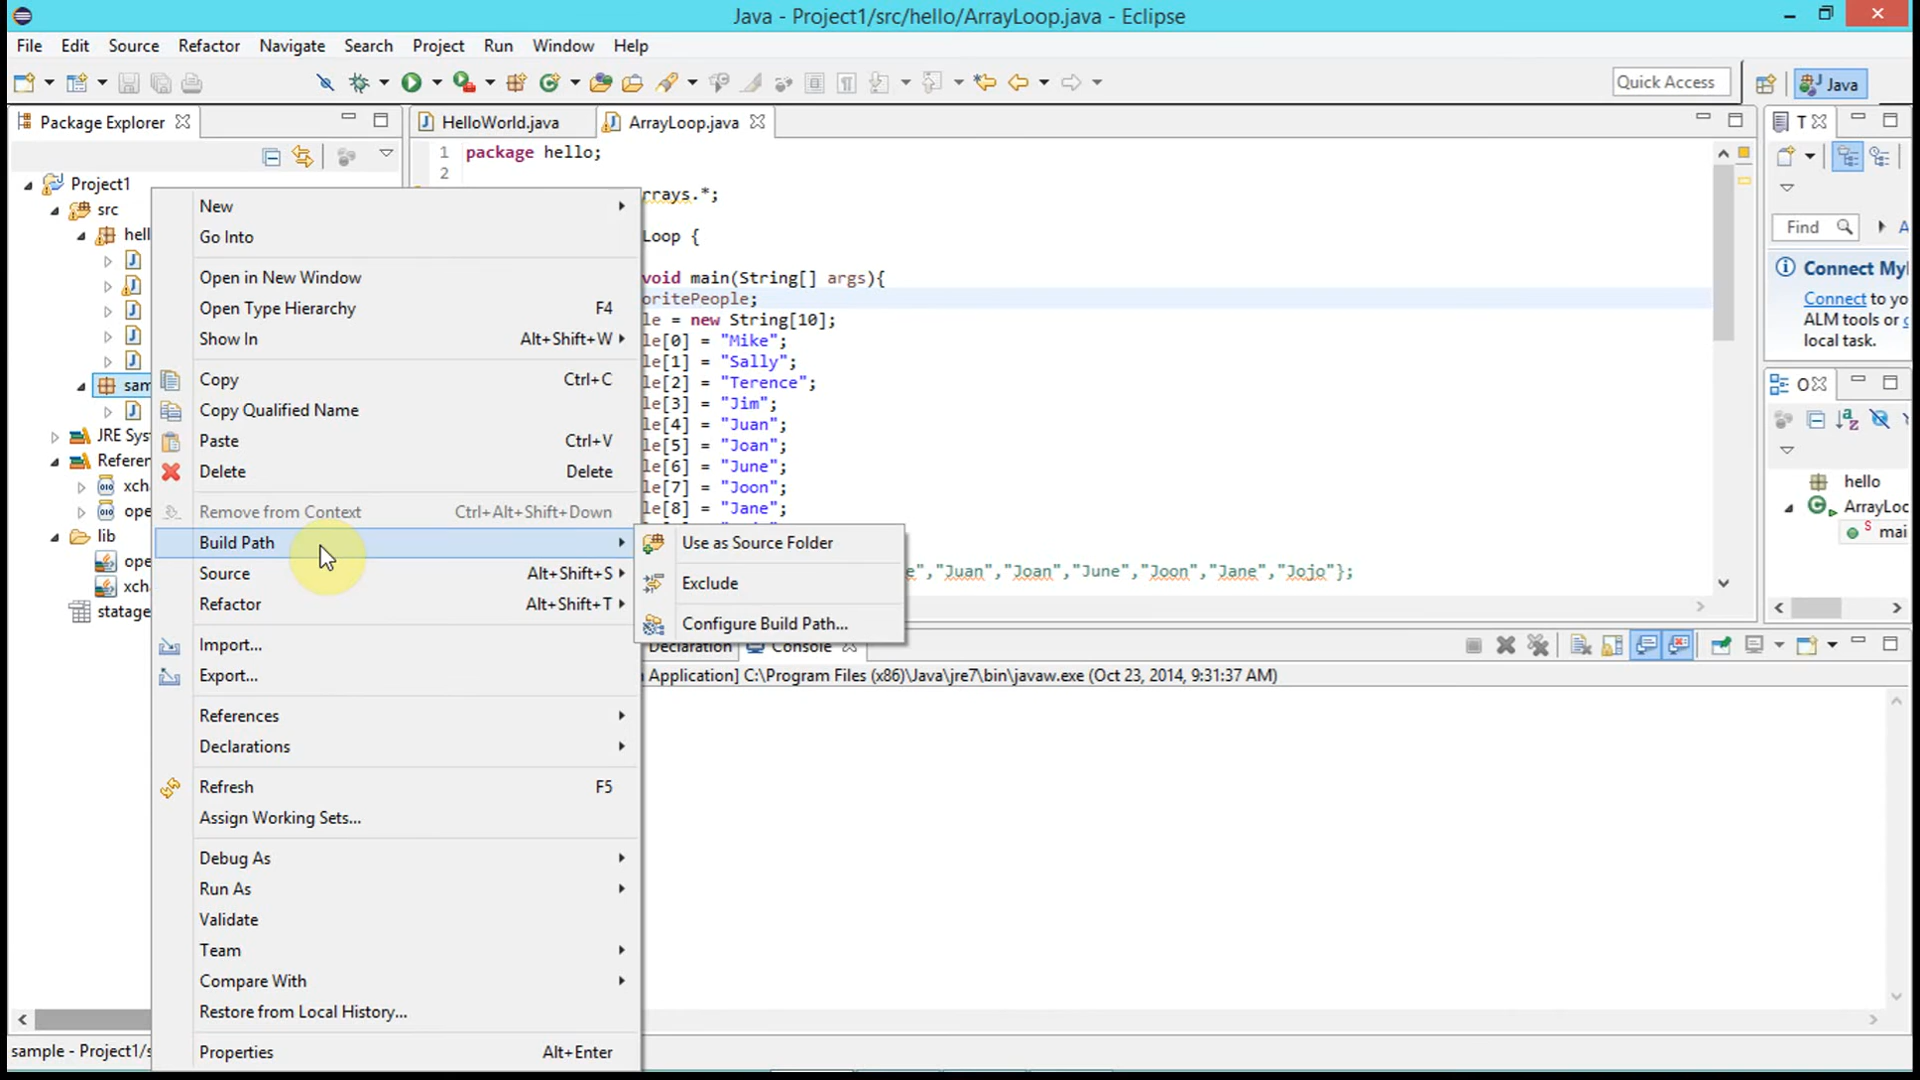 Java - Project1/src/hello/ArrayLoop.java - Eclipse
File Edit Source Refactor Navigate Search Project Run Window Help
Quick Access
Java
Package Explorer
HelloWorld.java
ArrayLoop.java
T
1 package hello;
2
rrays.*;
Loop {
void main(String[] args){
oritePeople;
le = new String[10];
le[0] = "Mike";
le[1] = "Sally";
le[2] = "Terence";
le[3] = "Jim";
le[4] = "Juan";
le[5] = "Joan";
le[6] = "June";
le[7] = "Joon";
le[8] = "Jane";
e","Juan","Joan","June","Joon","Jane","Jojo"};
Project1
src
hell
sam
JRE Sys
Referen
xch
ope
lib
ope
xch
statage
New
Go Into
Open in New Window
Open Type Hierarchy F4
Show In Alt+Shift+W
Copy Ctrl+C
Copy Qualified Name
Paste Ctrl+V
Delete Delete
Remove from Context Ctrl+Alt+Shift+Down
Build Path
Source Alt+Shift+S
Refactor Alt+Shift+T
Import...
Export...
References
Declarations
Refresh F5
Assign Working Sets...
Debug As
Run As
Validate
Team
Compare With
Restore from Local History...
Properties Alt+Enter
Use as Source Folder
Exclude
Configure Build Path...
Declaration
Console
Application] C:\Program Files (x86)\Java\jre7\bin\javaw.exe (Oct 23, 2014, 9:31:37 AM)
Find
A
Connect My
Connect to yo
ALM tools or
local task.
O
hello
ArrayLoo
S
mai
sample - Project1/s